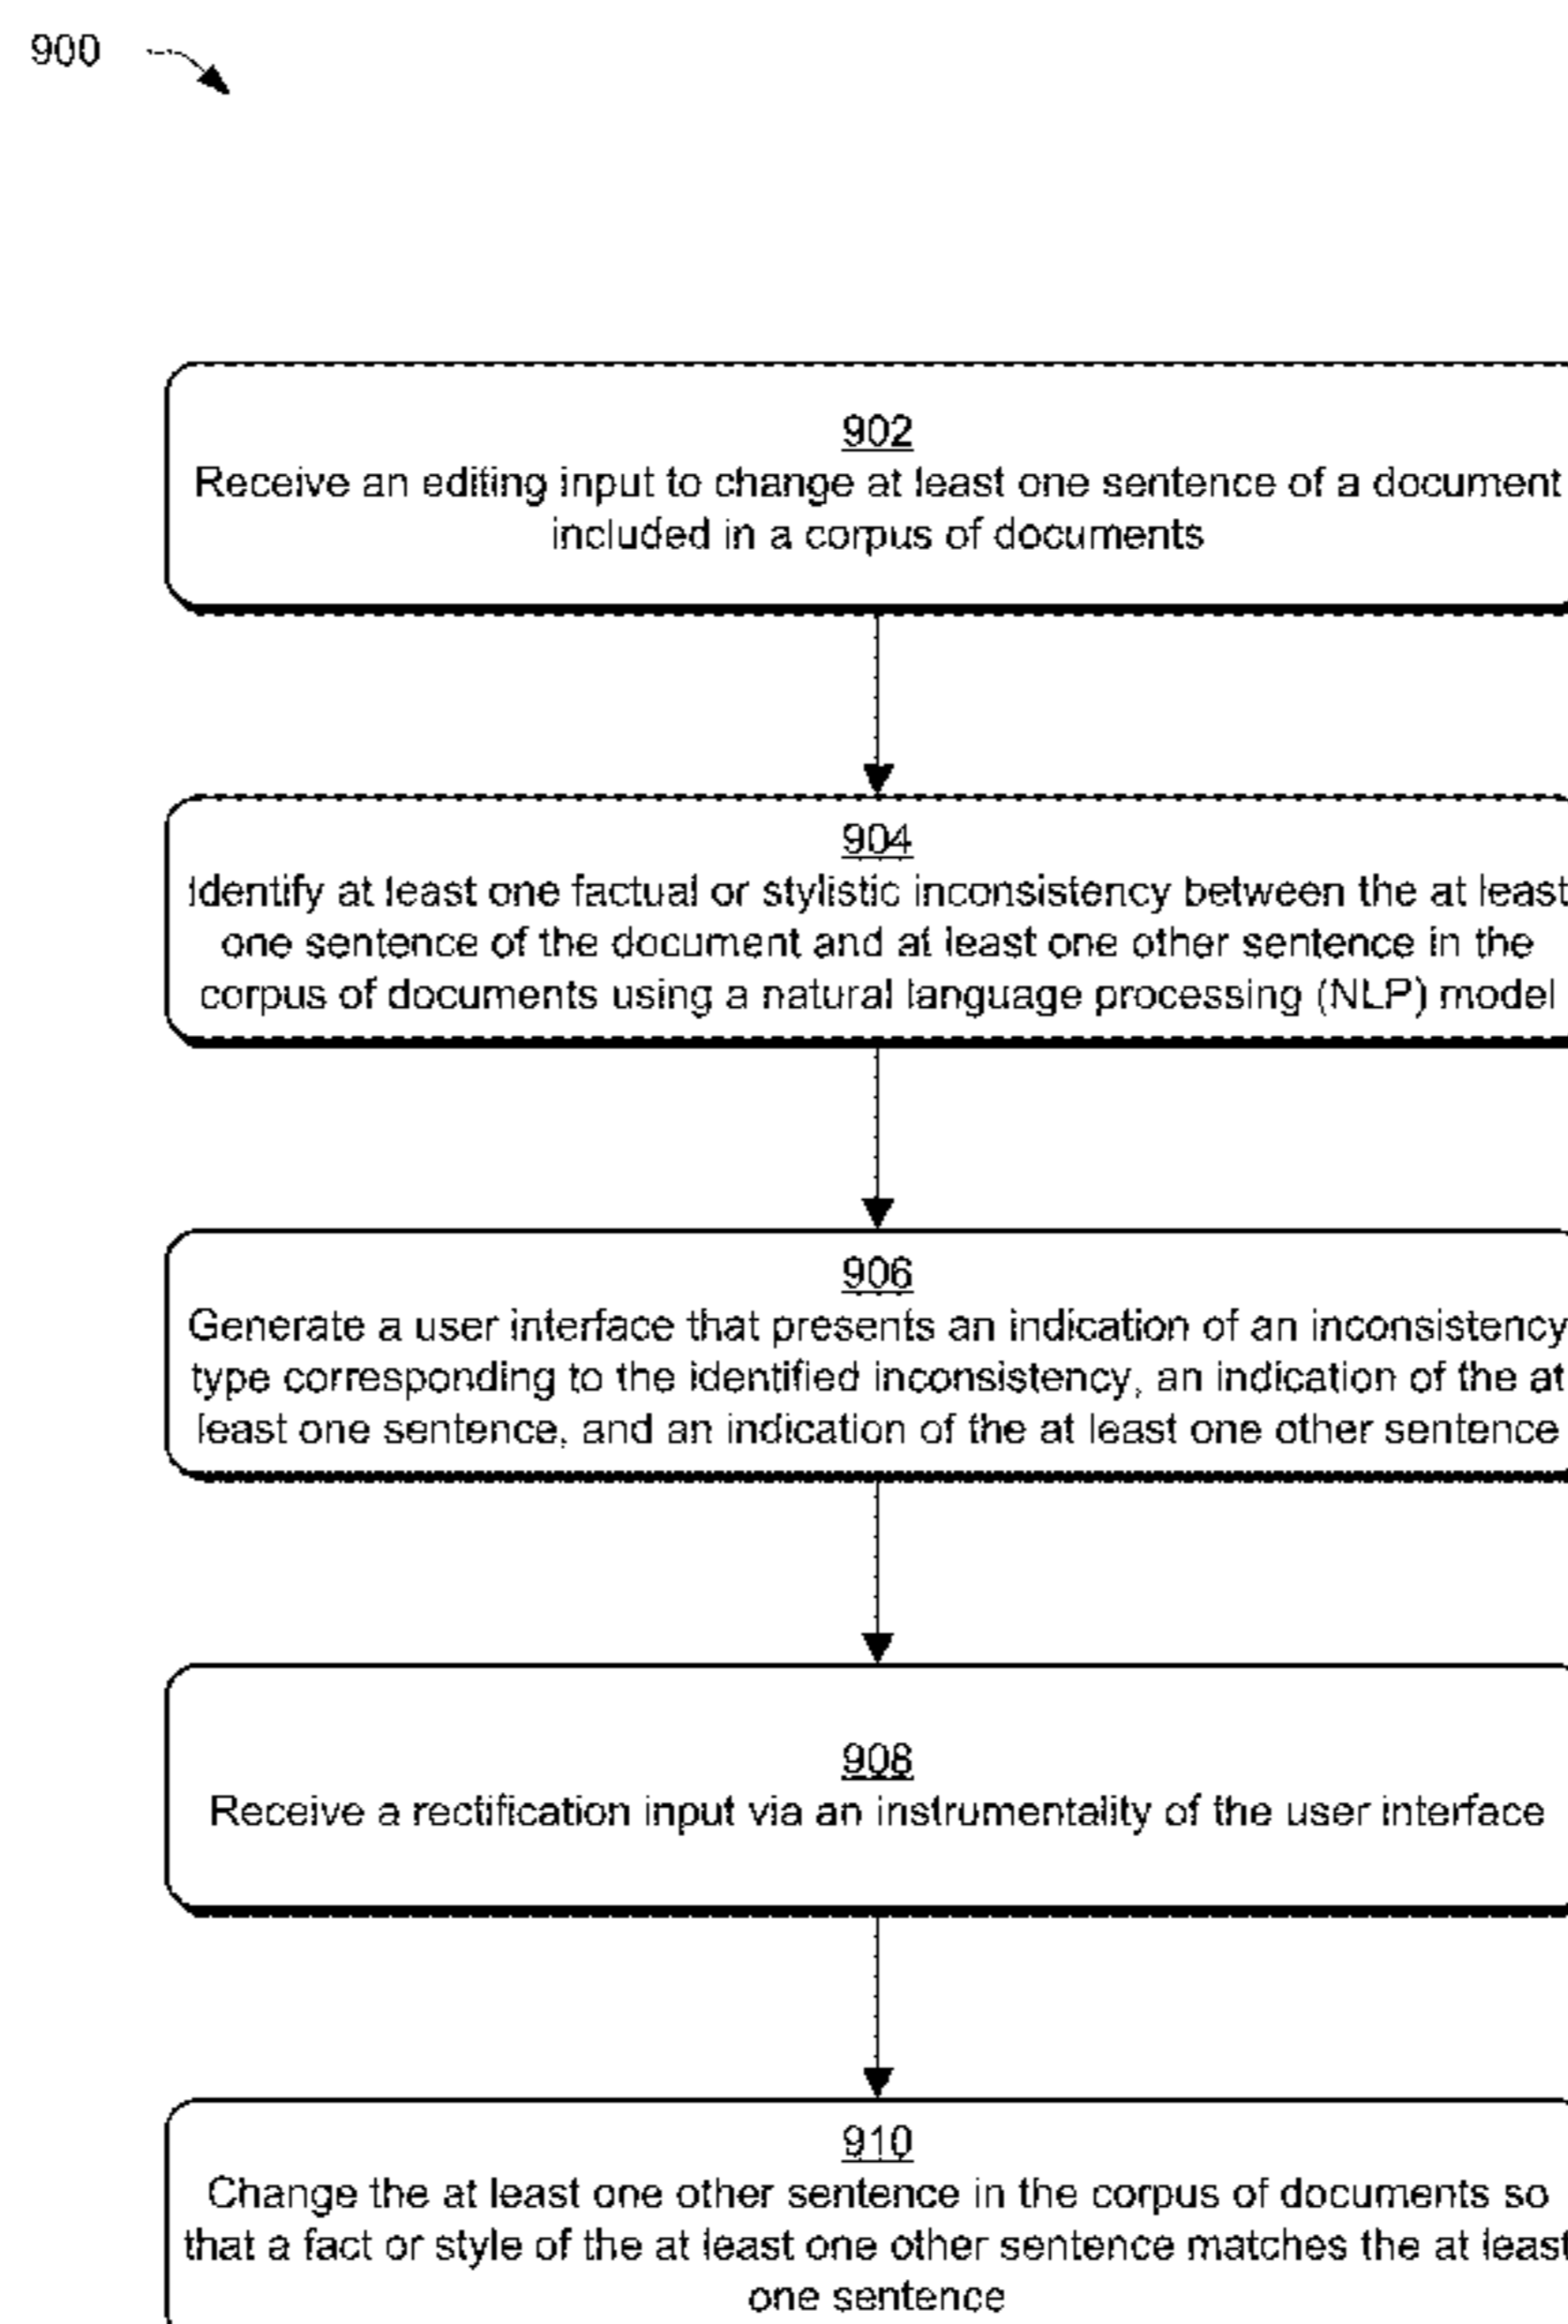 900
902
Receive an editing input to change at least one sentence of a document
included in a corpus of documents
904
Identify at least one factual or stylistic inconsistency between the at least
one sentence of the document and at least one other sentence in the
corpus of documents using a natural language processing (NLP) model
906
Generate a user interface that presents an indication of an inconsistency
type corresponding to the identified inconsistency, an indication of the at
least one sentence, and an indication of the at least one other sentence
908
Receive a rectification input via an instrumentality of the user interface
910
Change the at least one other sentence in the corpus of documents so
that a fact or style of the at least one other sentence matches the at least
one sentence